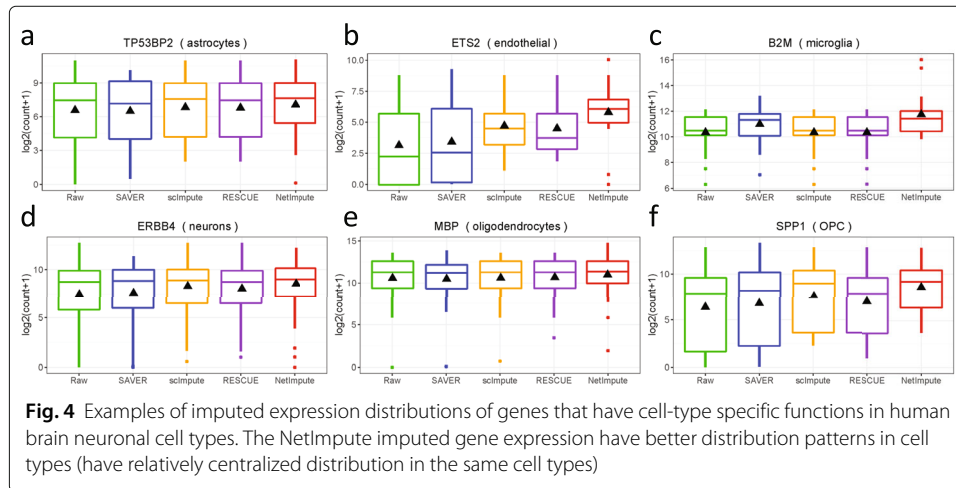 a
TP53BP2 ( astrocytes)
log2(count+1)
9
6
3
0
Raw SAVER scImpute RESCUE NetImpute
b
ETS2 ( endothelial)
log2(count+1)
10.0
7.5
5.0
2.5
0.0
Raw SAVER scImpute RESCUE NetImpute
c
B2M ( microglia)
log2(count+1)
16
14
12
10
8
6
Raw SAVER scImpute RESCUE NetImpute
d
ERBB4 ( neurons)
log2(count+1)
10
5
0
Raw SAVER scImpute RESCUE NetImpute
e
MBP ( oligodendrocytes)
log2(count+1)
15
10
5
0
Raw SAVER scImpute RESCUE NetImpute
f
SPP1 ( OPC)
log2(count+1)
10
5
0
Raw SAVER scImpute RESCUE NetImpute
Fig. 4 Examples of imputed expression distributions of genes that have cell-type specific functions in human
brain neuronal cell types. The NetImpute imputed gene expression have better distribution patterns in cell
types (have relatively centralized distribution in the same cell types)